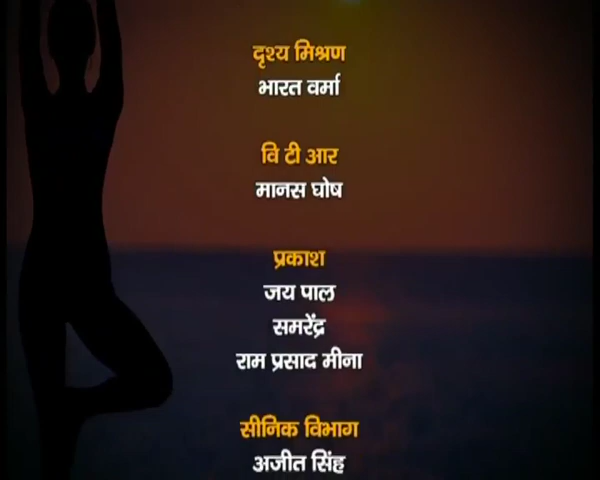 दृश्य मिश्रण
भारत वर्मा
वि टी आर
मानस घोष
प्रकाश
जय पाल
समरेंद्र
राम प्रसाद मीना
सीनिक विभाग
अजीत सिंह